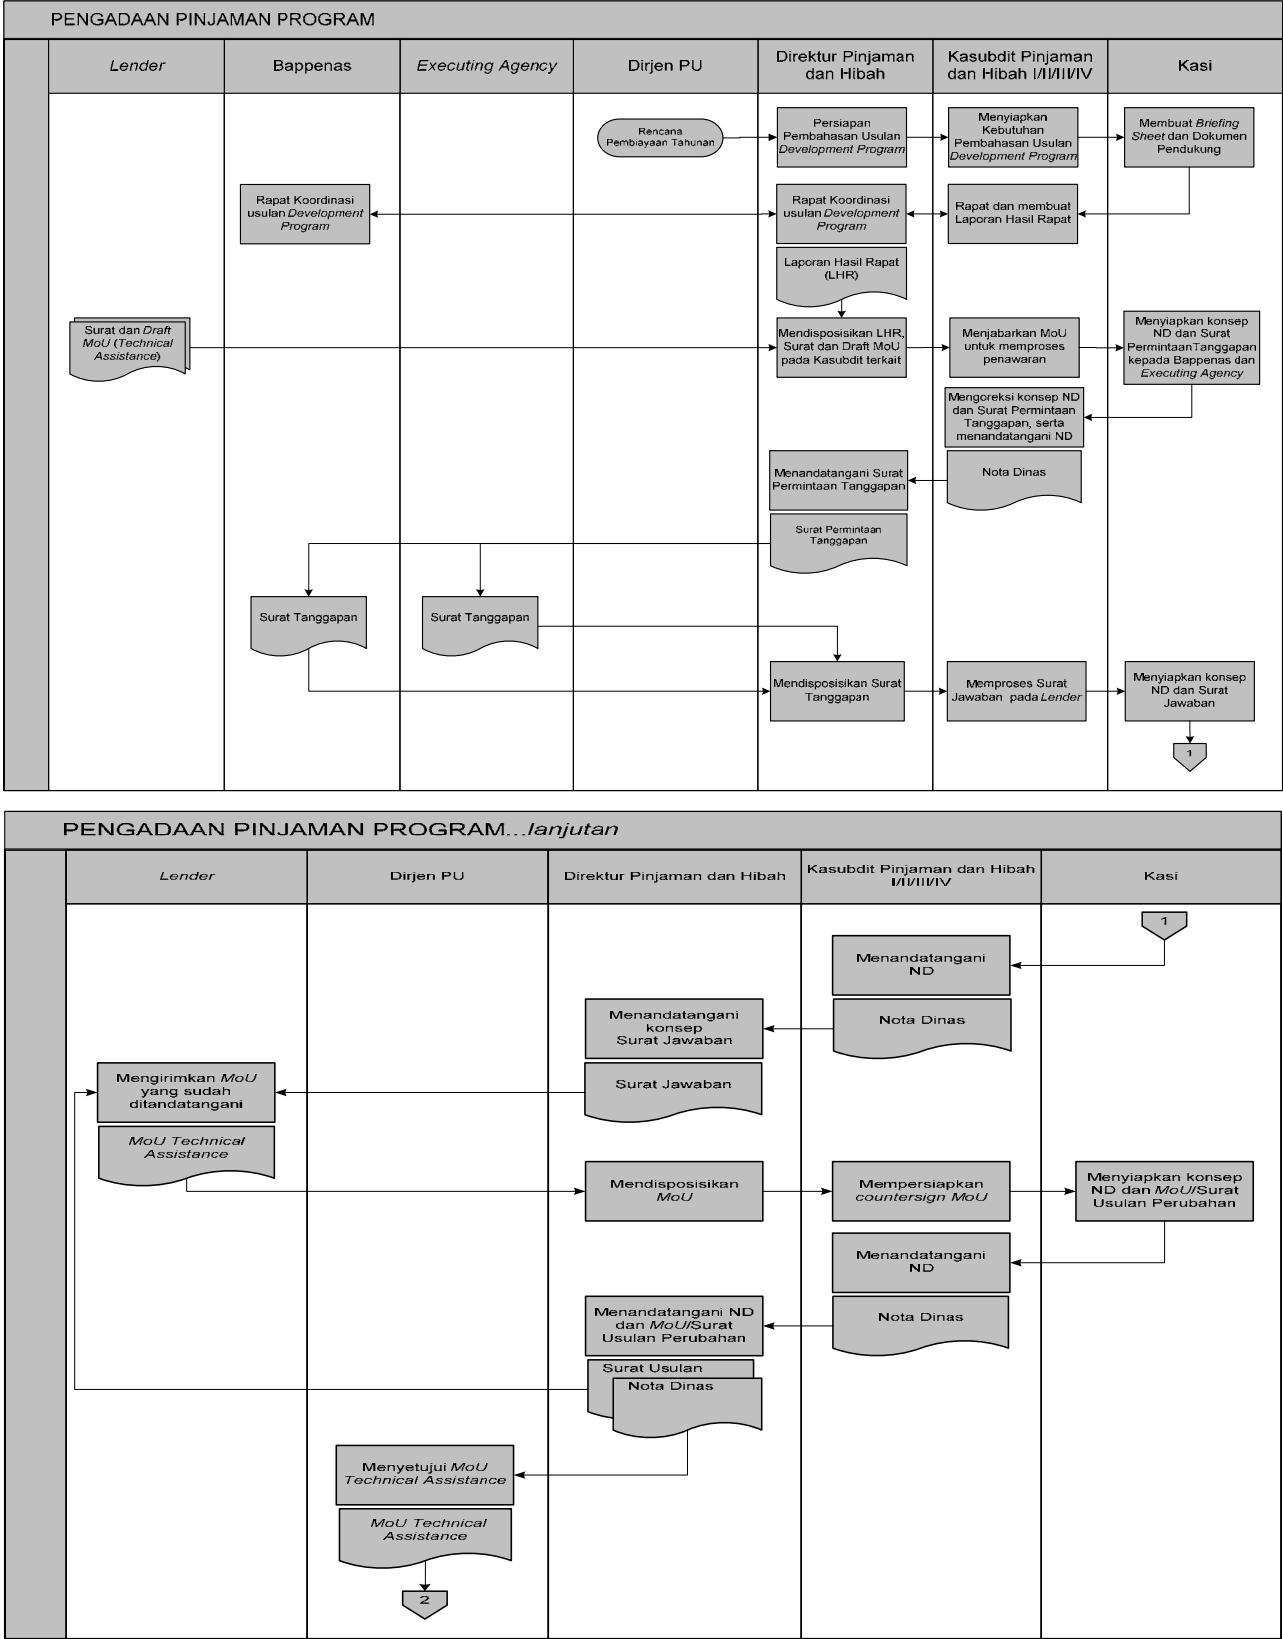 PENGADAAN PINJAMAN PROGRAM
Lender
Bappenas
Executing Agency
Dirjen PU
Direktur Pinjaman
dan Hibah
Kasubdit Pinjaman
dan Hibah I/II/III/IV
Kasi
Rencana
Pembiayaan Tahunan
Persiapan
Pembahasan Usulan
Development Program
Menyiapkan
Kebutuhan
Pembahasan Usulan
Development Program
Membuat Briefing
Sheet dan Dokumen
Pendukung
Rapat Koordinasi
usulan Development
Program
Rapat Koordinasi
usulan Development
Program
Rapat dan membuat
Laporan Hasil Rapat
Laporan Hasil Rapat
(LHR)
Surat dan Draft
MoU (Technical
Assistance)
Mendisposisikan LHR,
Surat dan Draft MoU
pada Kasubdit terkait
Menjabarkan MoU
untuk memproses
penawaran
Menyiapkan konsep
ND dan Surat
PermintaanTanggapan
kepada Bappenas dan
Executing Agency
Mengoreksi konsep ND
dan Surat Permintaan
Tanggapan, serta
menandatangani ND
Menandatangani Surat
Permintaan Tanggapan
Nota Dinas
Surat Permintaan
Tanggapan
Surat Tanggapan
Surat Tanggapan
Mendisposisikan Surat
Tanggapan
Memproses Surat
Jawaban pada Lender
Menyiapkan konsep
ND dan Surat
Jawaban
1
PENGADAAN PINJAMAN PROGRAM...lanjutan
Lender
Dirjen PU
Direktur Pinjaman dan Hibah
Kasubdit Pinjaman dan Hibah
I/II/III/IV
Kasi
1
Menandatangani
ND
Menandatangani
konsep
Surat Jawaban
Nota Dinas
Mengirimkan MoU
yang sudah
ditandatangani
Surat Jawaban
MoU Technical
Assistance
Mendisposisikan
MoU
Mempersiapkan
countersign MoU
Menyiapkan konsep
ND dan MoU/Surat
Usulan Perubahan
Menandatangani
ND
Menandatangani ND
dan MoU/Surat
Usulan Perubahan
Nota Dinas
Surat Usulan
Nota Dinas
Menyetujui MoU
Technical Assistance
MoU Technical
Assistance
2